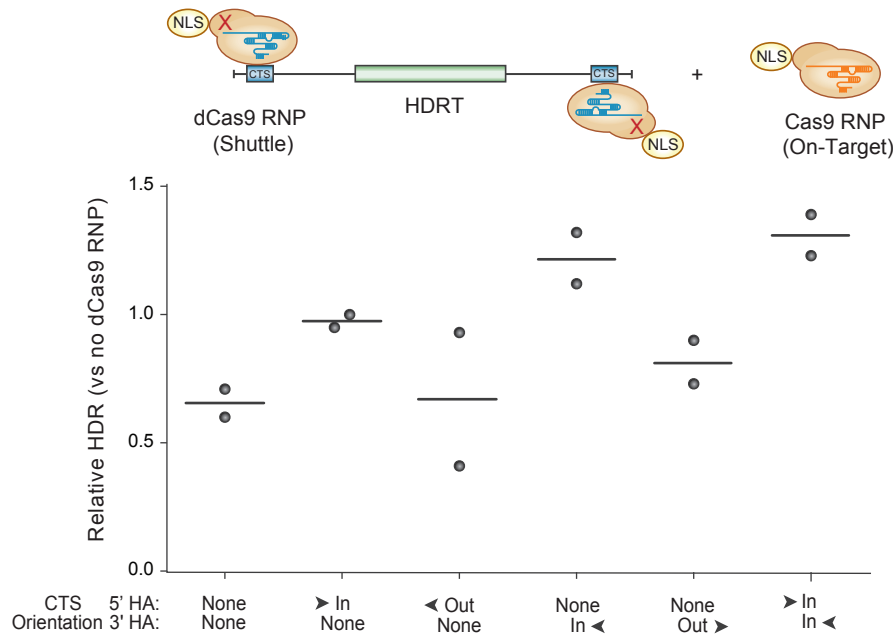 NLS X
CTS CTS + NLS
HDRT
dCas9 RNP
(Shuttle)
X
NLS
Cas9 RNP
(On-Target)
Relative HDR (vs no dCas9 RNP)
1.5
1.0
0.5
0.0
CTS 5' HA: None ➤ In ⮜ Out None None ➤ In
Orientation 3' HA: None None None In ⮜ Out ➤ In ⮜